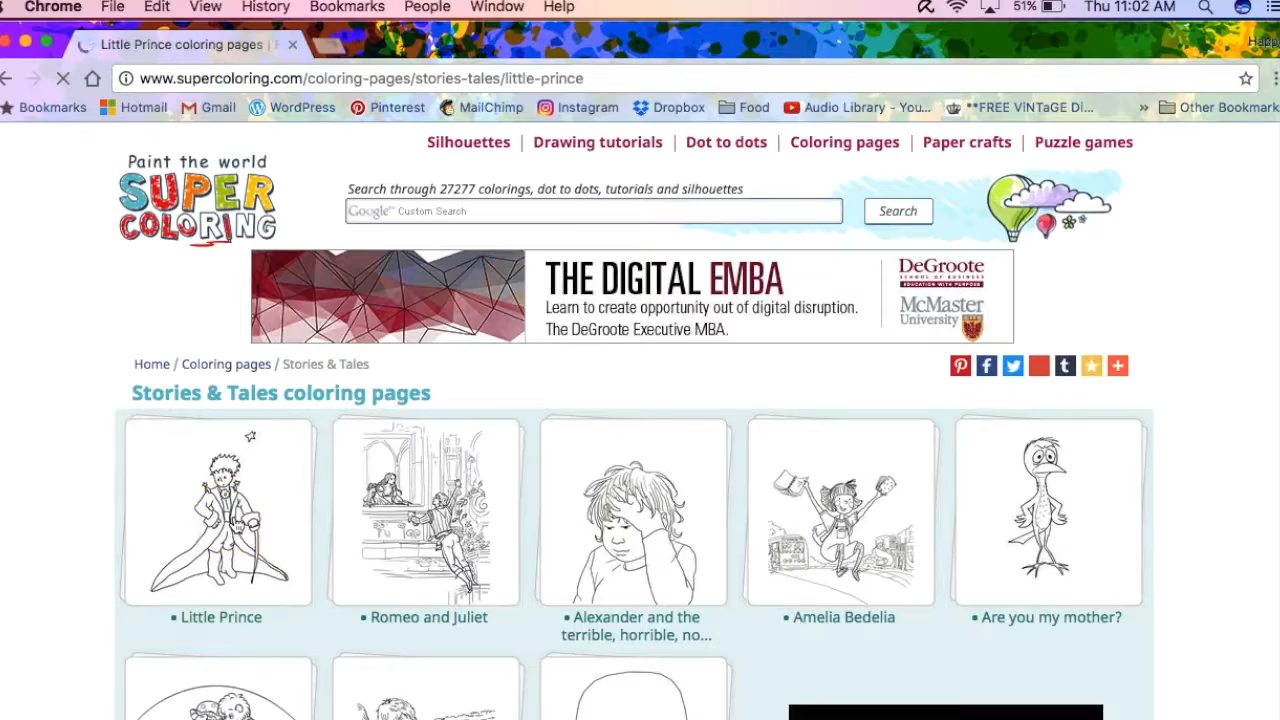 Chrome File Edit View History Bookmarks People Window Help 51% Thu 11:02 AM
Little Prince coloring pages |
Happ
www.supercoloring.com/coloring-pages/stories-tales/little-prince
Bookmarks Hotmail Gmail WordPress Pinterest MailChimp Instagram Dropbox Food Audio Library - You... **FREE ViNTaGE Di... » Other Bookmark
Silhouettes | Drawing tutorials | Dot to dots | Coloring pages | Paper crafts | Puzzle games
Paint the world
SUPER
COLORING
Search through 27277 colorings, dot to dots, tutorials and silhouettes
Google™ Custom Search
Search
THE DIGITAL EMBA
Learn to create opportunity out of digital disruption.
The DeGroote Executive MBA.
DeGroote
SCHOOL OF BUSINESS
EDUCATION WITH PURPOSE
McMaster
University
Home / Coloring pages / Stories & Tales
Stories & Tales coloring pages
▪ Little Prince
▪ Romeo and Juliet
▪ Alexander and the
terrible, horrible, no...
▪ Amelia Bedelia
▪ Are you my mother?